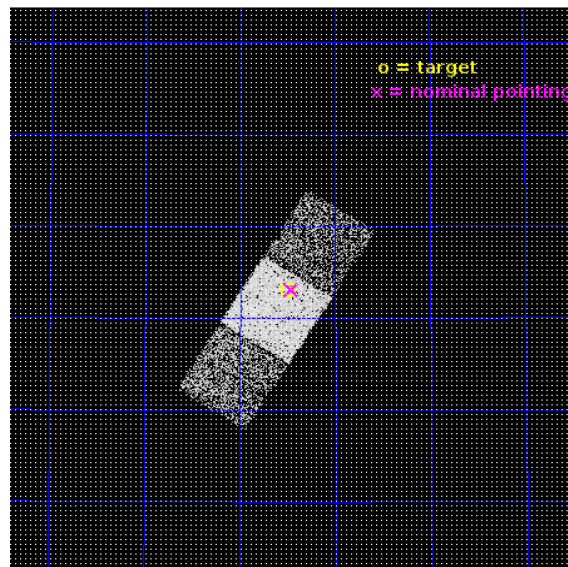 o = target
x = nominal pointing